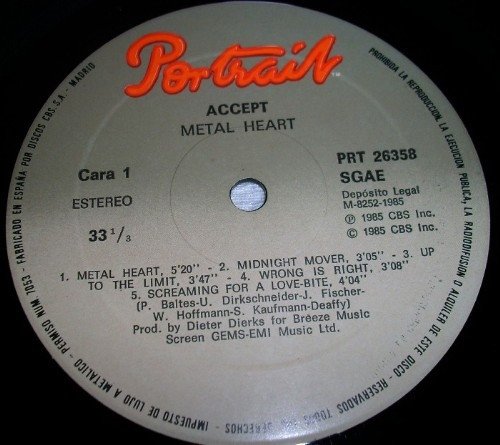 Portrait
ACCEPT
METAL HEART
Cara 1
ESTEREO
33 1/3
PRT 26358
SGAE
Depósito Legal
M-8252-1985
Ⓟ 1985 CBS Inc.
© 1985 CBS Inc.
1. METAL HEART, 5'20" - 2. MIDNIGHT MOVER, 3'05" - 3. UP
TO THE LIMIT, 3'47" - 4. WRONG IS RIGHT, 3'08"
5. SCREAMING FOR A LOVE-BITE, 4'04"
(P. Baltes-U. Dirkschneider-J. Fischer-
W. Hoffmann-S. Kaufmann-Deaffy)
Prod. by Dieter Dierks for Breeze Music
Screen GEMS-EMI Music Ltd.
FABRICADO EN ESPAÑA POR DISCOS CBS, S.A. - MADRID
PROHIBIDA LA REPRODUCCION, LA EJECUCION PUBLICA, LA RADIODIFUSION O ALQUILER DE ESTE DISCO - RESERVADOS TODOS LOS DERECHOS - IMPUESTO DE LUJO A METALICO - PERMISO NUM. 7053 -